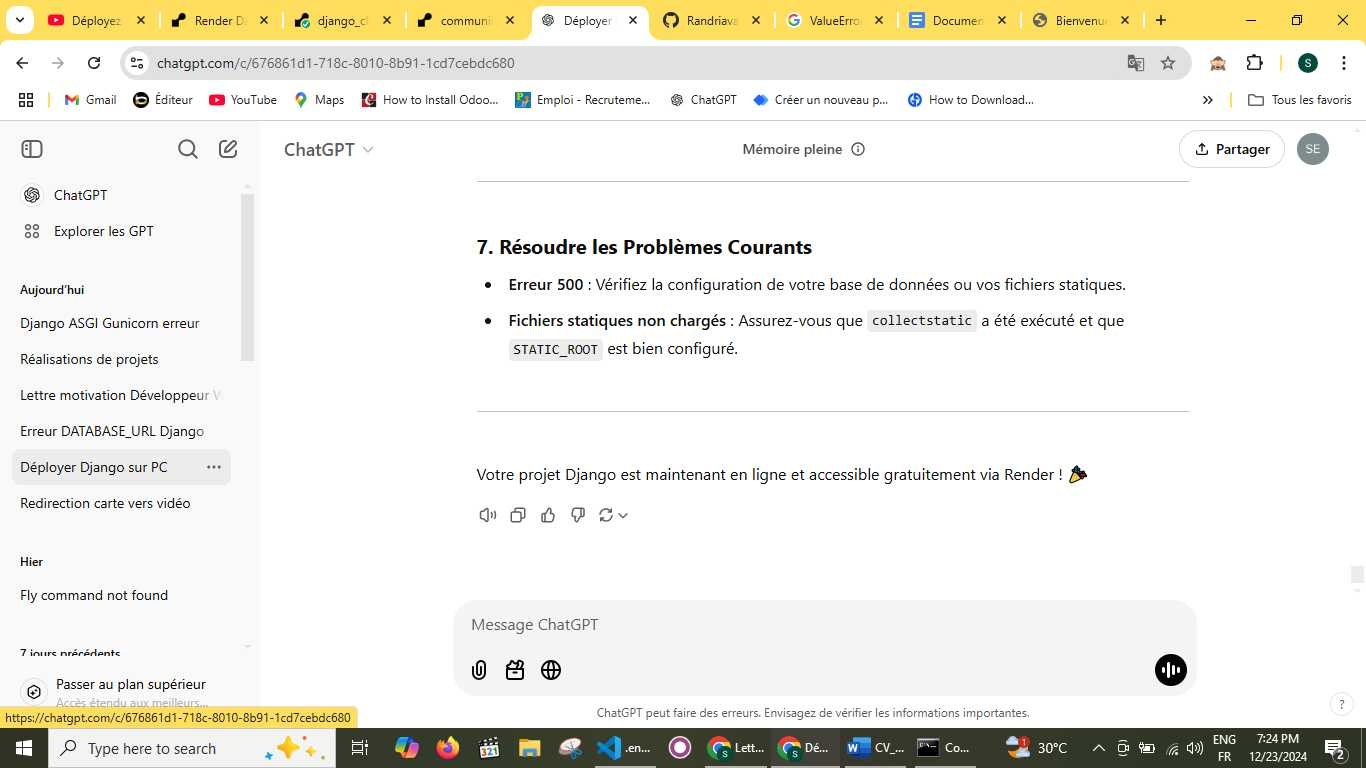 Déployez
Render D
django_cl
communi
Déployer
Randriava
ValueErro
Documen
Bienvenu
chatgpt.com/c/676861d1-718c-8010-8b91-1cd7cebdc680
S
Gmail
Éditeur
YouTube
Maps
How to Install Odoo...
Emploi - Recruteme...
ChatGPT
Créer un nouveau p...
How to Download...
Tous les favoris
ChatGPT
Mémoire pleine
Partager
SE
ChatGPT
Explorer les GPT
Aujourd’hui
Django ASGI Gunicorn erreur
Réalisations de projets
Lettre motivation Développeur
Erreur DATABASE_URL Django
Déployer Django sur PC
Redirection carte vers vidéo
Hier
Fly command not found
7 jours précédents
Passer au plan supérieur
Accès étendu aux meilleurs...
https://chatgpt.com/c/676861d1-718c-8010-8b91-1cd7cebdc680
7. Résoudre les Problèmes Courants
Erreur 500 : Vérifiez la configuration de votre base de données ou vos fichiers statiques.
Fichiers statiques non chargés : Assurez-vous que collectstatic a été exécuté et que
STATIC_ROOT est bien configuré.
Votre projet Django est maintenant en ligne et accessible gratuitement via Render ! 🎉
Message ChatGPT
ChatGPT peut faire des erreurs. Envisagez de vérifier les informations importantes.
?
Type here to search
321
.en...
Lett...
Dé...
CV_...
Co...
1
30°C
ENG
FR
7:24 PM
12/23/2024
2